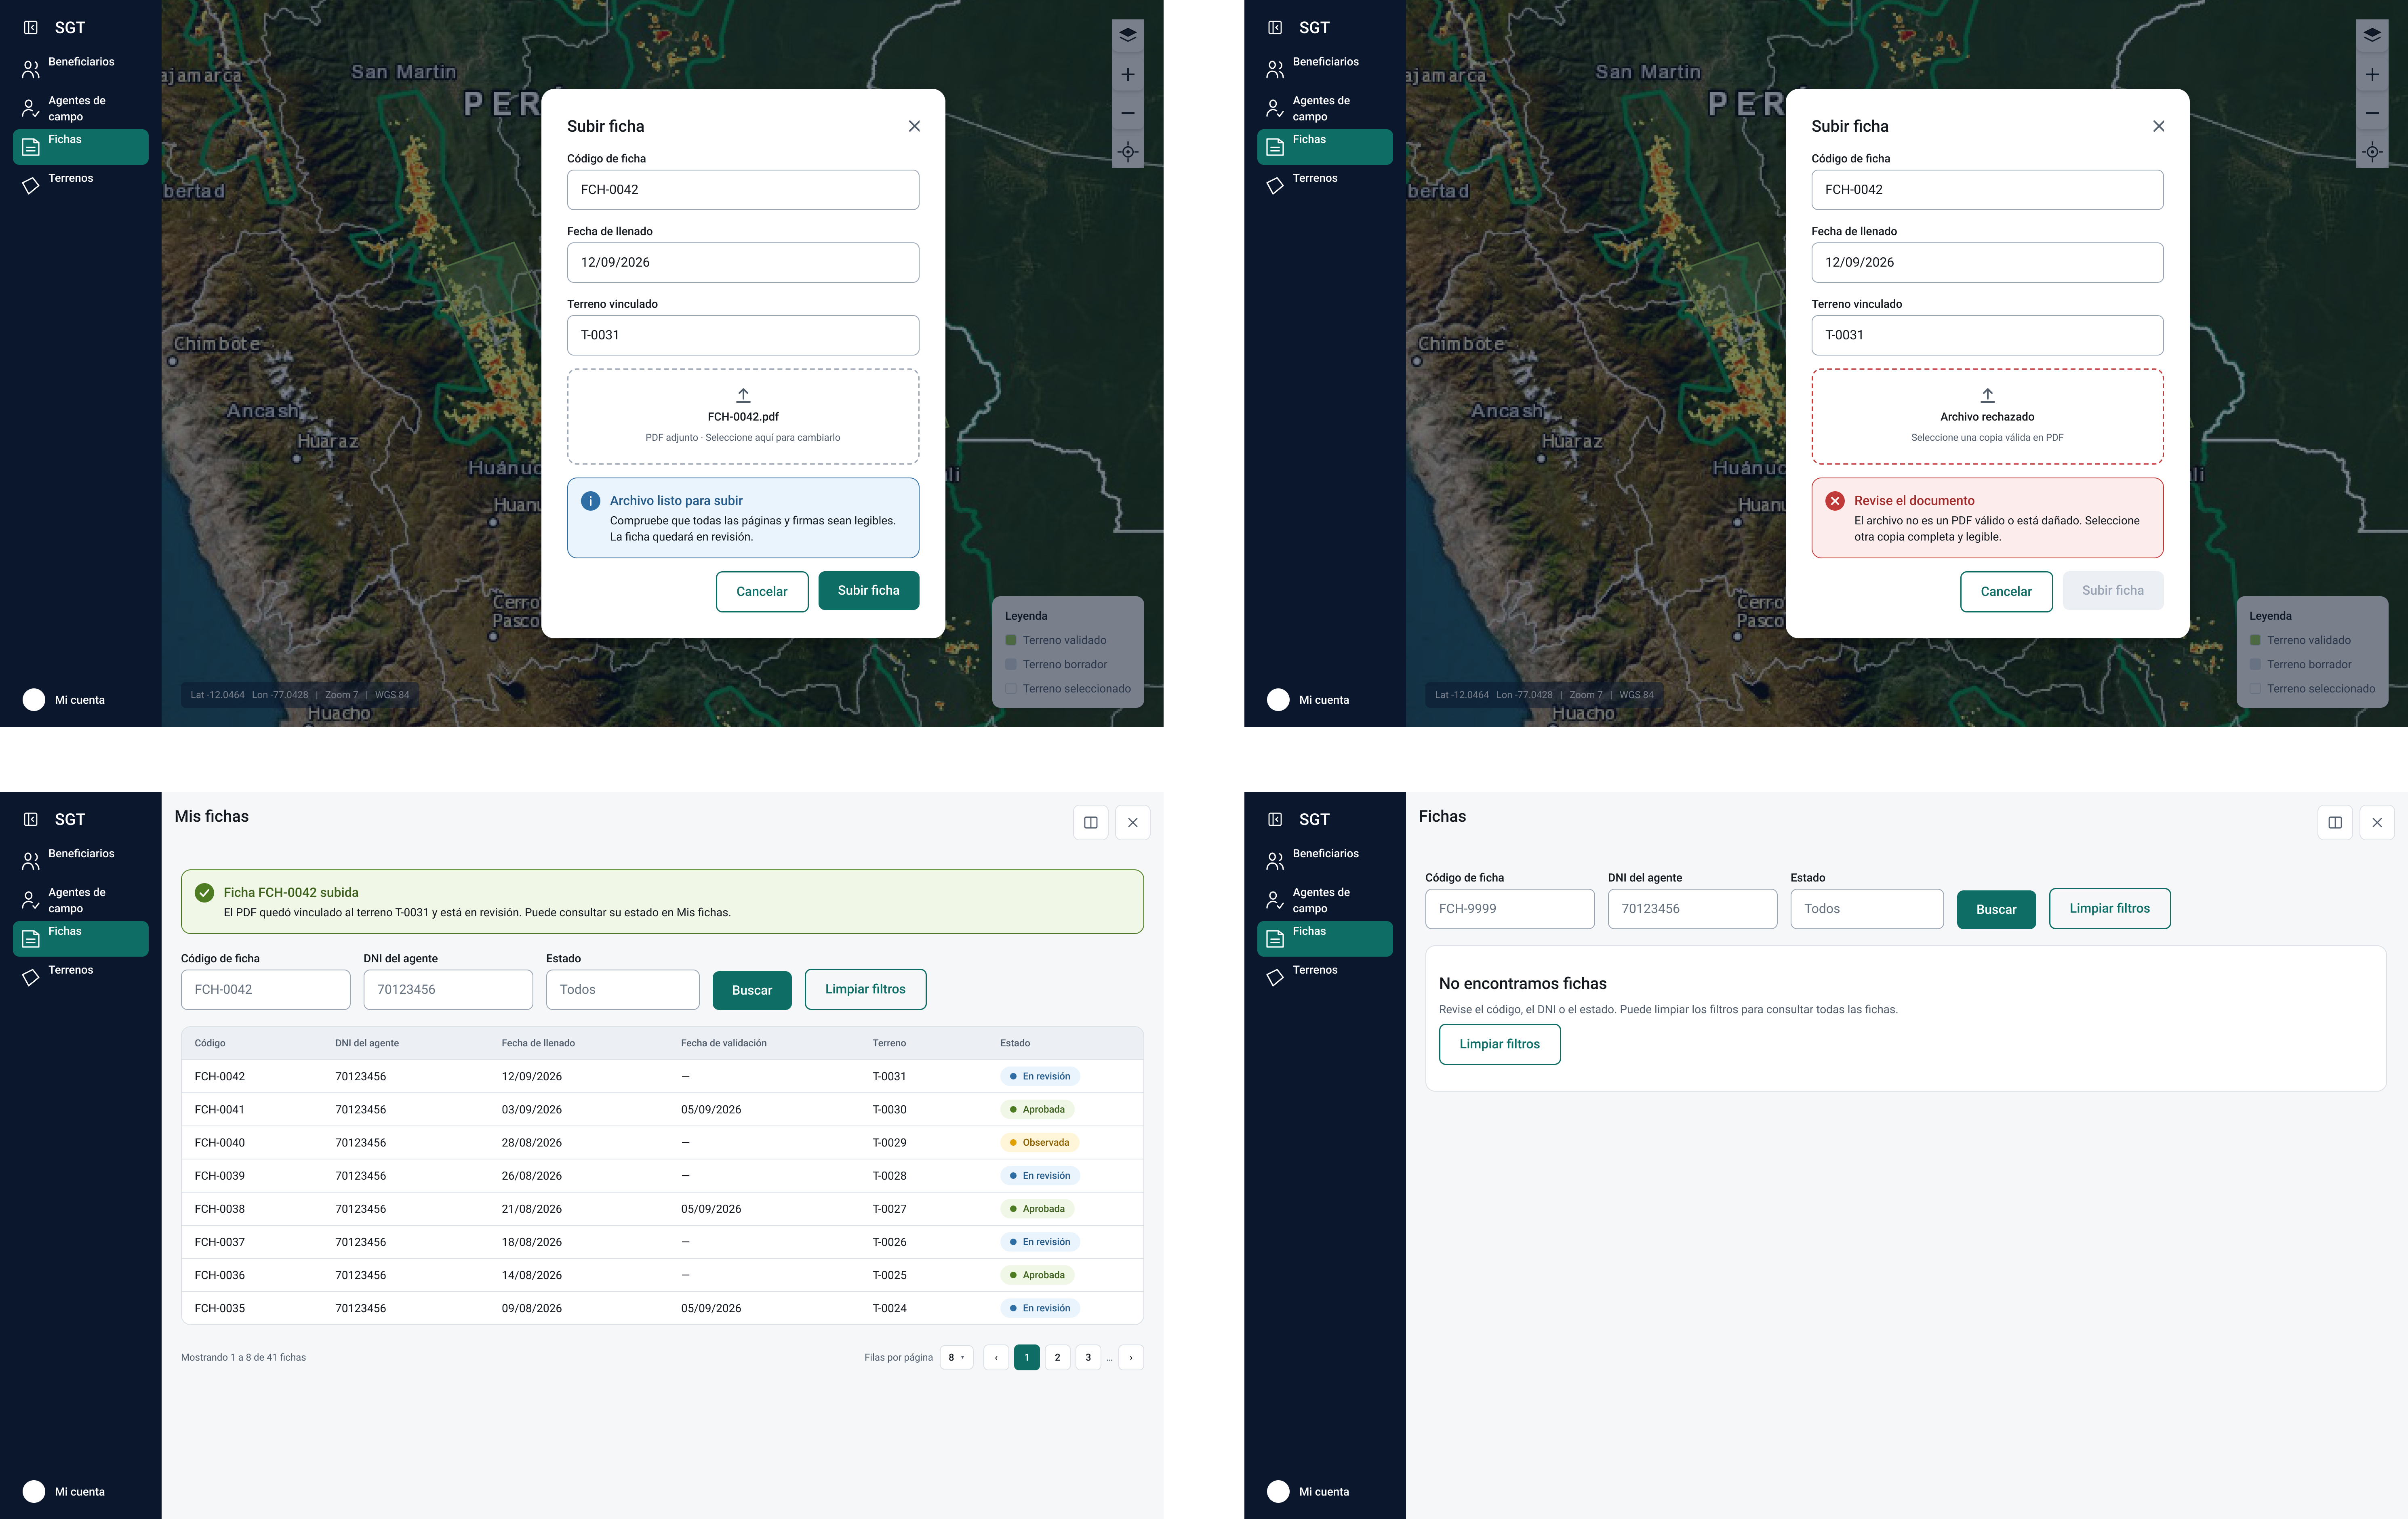 SGT
Beneficiarios
Agentes de
campo
Fichas
Terrenos
Mi cuenta
ajamarca
San Martin
PER
bertad
Chimbote
Ancash
Huaraz
Huánuc
Huanu
Cerro
Pasco
Huacho
li
Subir ficha
Código de ficha
FCH-0042
Fecha de llenado
12/09/2026
Terreno vinculado
T-0031
FCH-0042.pdf
PDF adjunto · Seleccione aquí para cambiarlo
Archivo listo para subir
Compruebe que todas las páginas y firmas sean legibles.
La ficha quedará en revisión.
Cancelar
Subir ficha
Leyenda
Terreno validado
Terreno borrador
Terreno seleccionado
Lat -12.0464 Lon -77.0428 | Zoom 7 | WGS 84
SGT
Beneficiarios
Agentes de
campo
Fichas
Terrenos
Mi cuenta
ajamarca
San Martin
PER
bertad
Chimbote
Ancash
Huaraz
Huánuc
Huanu
Cerro
Pasco
Huacho
li
Subir ficha
Código de ficha
FCH-0042
Fecha de llenado
12/09/2026
Terreno vinculado
T-0031
Archivo rechazado
Seleccione una copia válida en PDF
Revise el documento
El archivo no es un PDF válido o está dañado. Seleccione
otra copia completa y legible.
Cancelar
Subir ficha
Leyenda
Terreno validado
Terreno borrador
Terreno seleccionado
Lat -12.0464 Lon -77.0428 | Zoom 7 | WGS 84
SGT
Beneficiarios
Agentes de
campo
Fichas
Terrenos
Mi cuenta
Mis fichas
Ficha FCH-0042 subida
El PDF quedó vinculado al terreno T-0031 y está en revisión. Puede consultar su estado en Mis fichas.
Código de ficha DNI del agente Estado
FCH-0042 70123456 Todos Buscar Limpiar filtros
Código DNI del agente Fecha de llenado Fecha de validación Terreno Estado
FCH-0042 70123456 12/09/2026 — T-0031 En revisión
FCH-0041 70123456 03/09/2026 05/09/2026 T-0030 Aprobada
FCH-0040 70123456 28/08/2026 — T-0029 Observada
FCH-0039 70123456 26/08/2026 — T-0028 En revisión
FCH-0038 70123456 21/08/2026 05/09/2026 T-0027 Aprobada
FCH-0037 70123456 18/08/2026 — T-0026 En revisión
FCH-0036 70123456 14/08/2026 — T-0025 Aprobada
FCH-0035 70123456 09/08/2026 05/09/2026 T-0024 En revisión
Mostrando 1 a 8 de 41 fichas Filas por página 8 ‹ 1 2 3 ... ›
SGT
Beneficiarios
Agentes de
campo
Fichas
Terrenos
Mi cuenta
Fichas
Código de ficha DNI del agente Estado
FCH-9999 70123456 Todos Buscar Limpiar filtros
No encontramos fichas
Revise el código, el DNI o el estado. Puede limpiar los filtros para consultar todas las fichas.
Limpiar filtros